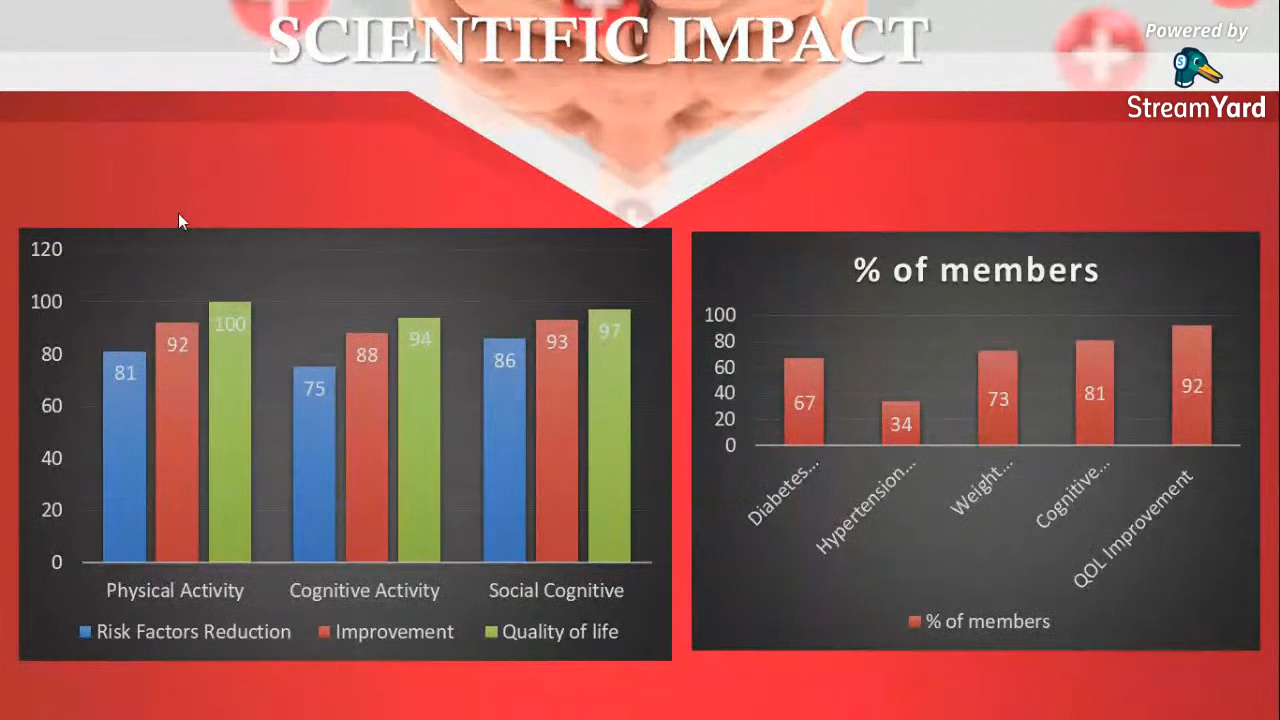 SCIENTIFIC IMPACT
Powered by
StreamYard
120
100
80
60
40
20
0
81
92
100
75
88
94
86
93
97
Physical Activity
Cognitive Activity
Social Cognitive
Risk Factors Reduction
Improvement
Quality of life
% of members
100
80
60
40
20
0
67
34
73
81
92
Diabetes...
Hypertension...
Weight...
Cognitive...
QOL Improvement
% of members